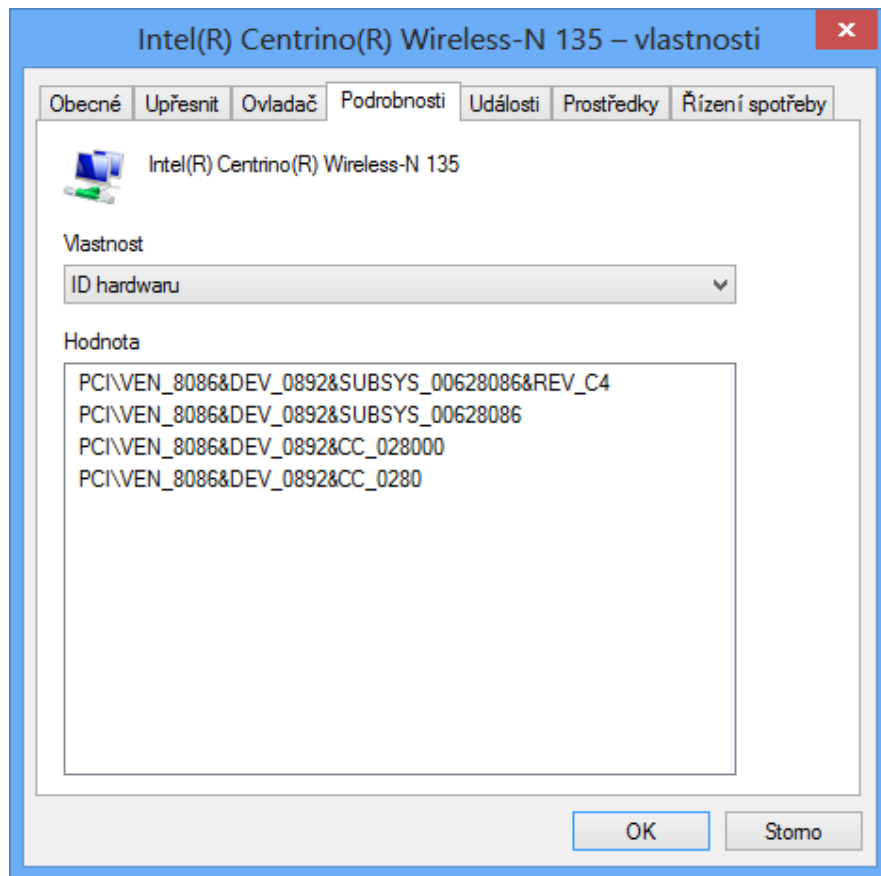 Intel(R) Centrino(R) Wireless-N 135 – vlastnosti
Obecné Upřesnit Ovladač Podrobnosti Události Prostředky Řízení spotřeby
Intel(R) Centrino(R) Wireless-N 135
Vlastnost
ID hardwaru
Hodnota
PCI\VEN_8086&DEV_0892&SUBSYS_00628086&REV_C4
PCI\VEN_8086&DEV_0892&SUBSYS_00628086
PCI\VEN_8086&DEV_0892&CC_028000
PCI\VEN_8086&DEV_0892&CC_0280
OK Storno